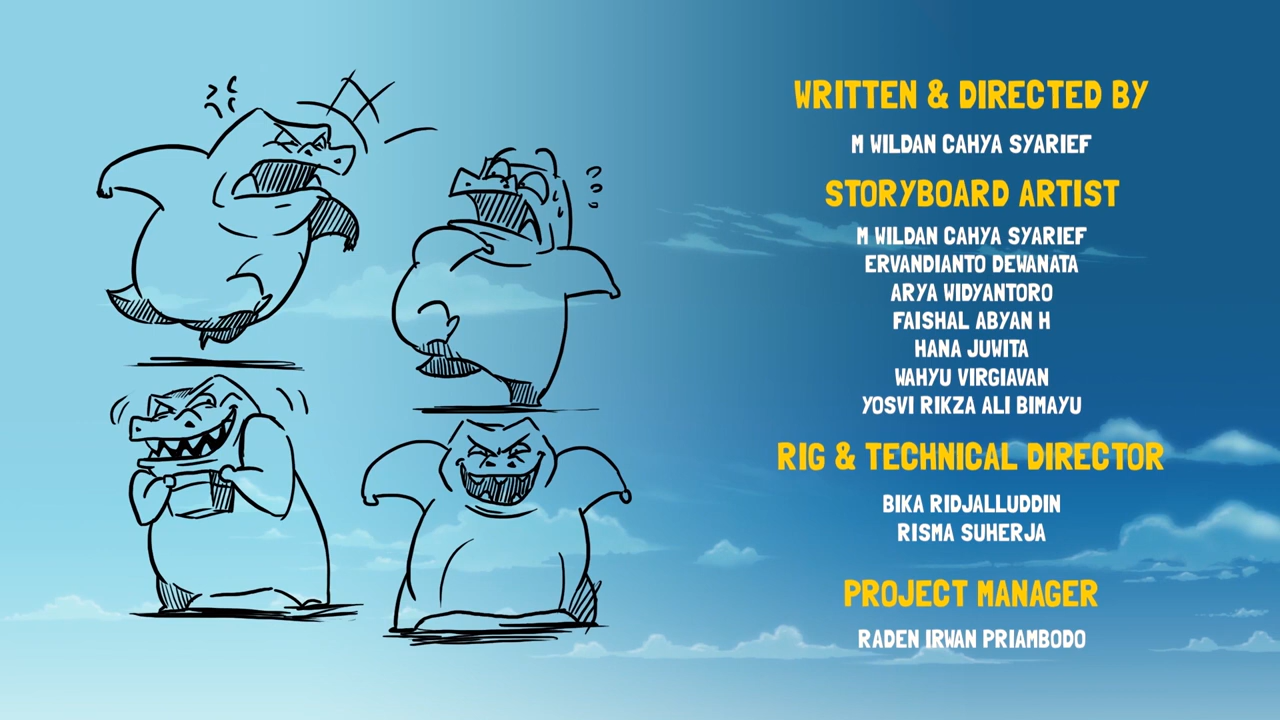 WRITTEN & DIRECTED BY
M WILDAN CAHYA SYARIEF
STORYBOARD ARTIST
M WILDAN CAHYA SYARIEF
ERVANDIANTO DEWANATA
ARYA WIDYANTORO
FAISHAL ABYAN H
HANA JUWITA
WAHYU VIRGIAVAN
YOSVI RIKZA ALI BIMAYU
RIG & TECHNICAL DIRECTOR
BIKA RIDJALLUDDIN
RISMA SUHERJA
PROJECT MANAGER
RADEN IRWAN PRIAMBODO